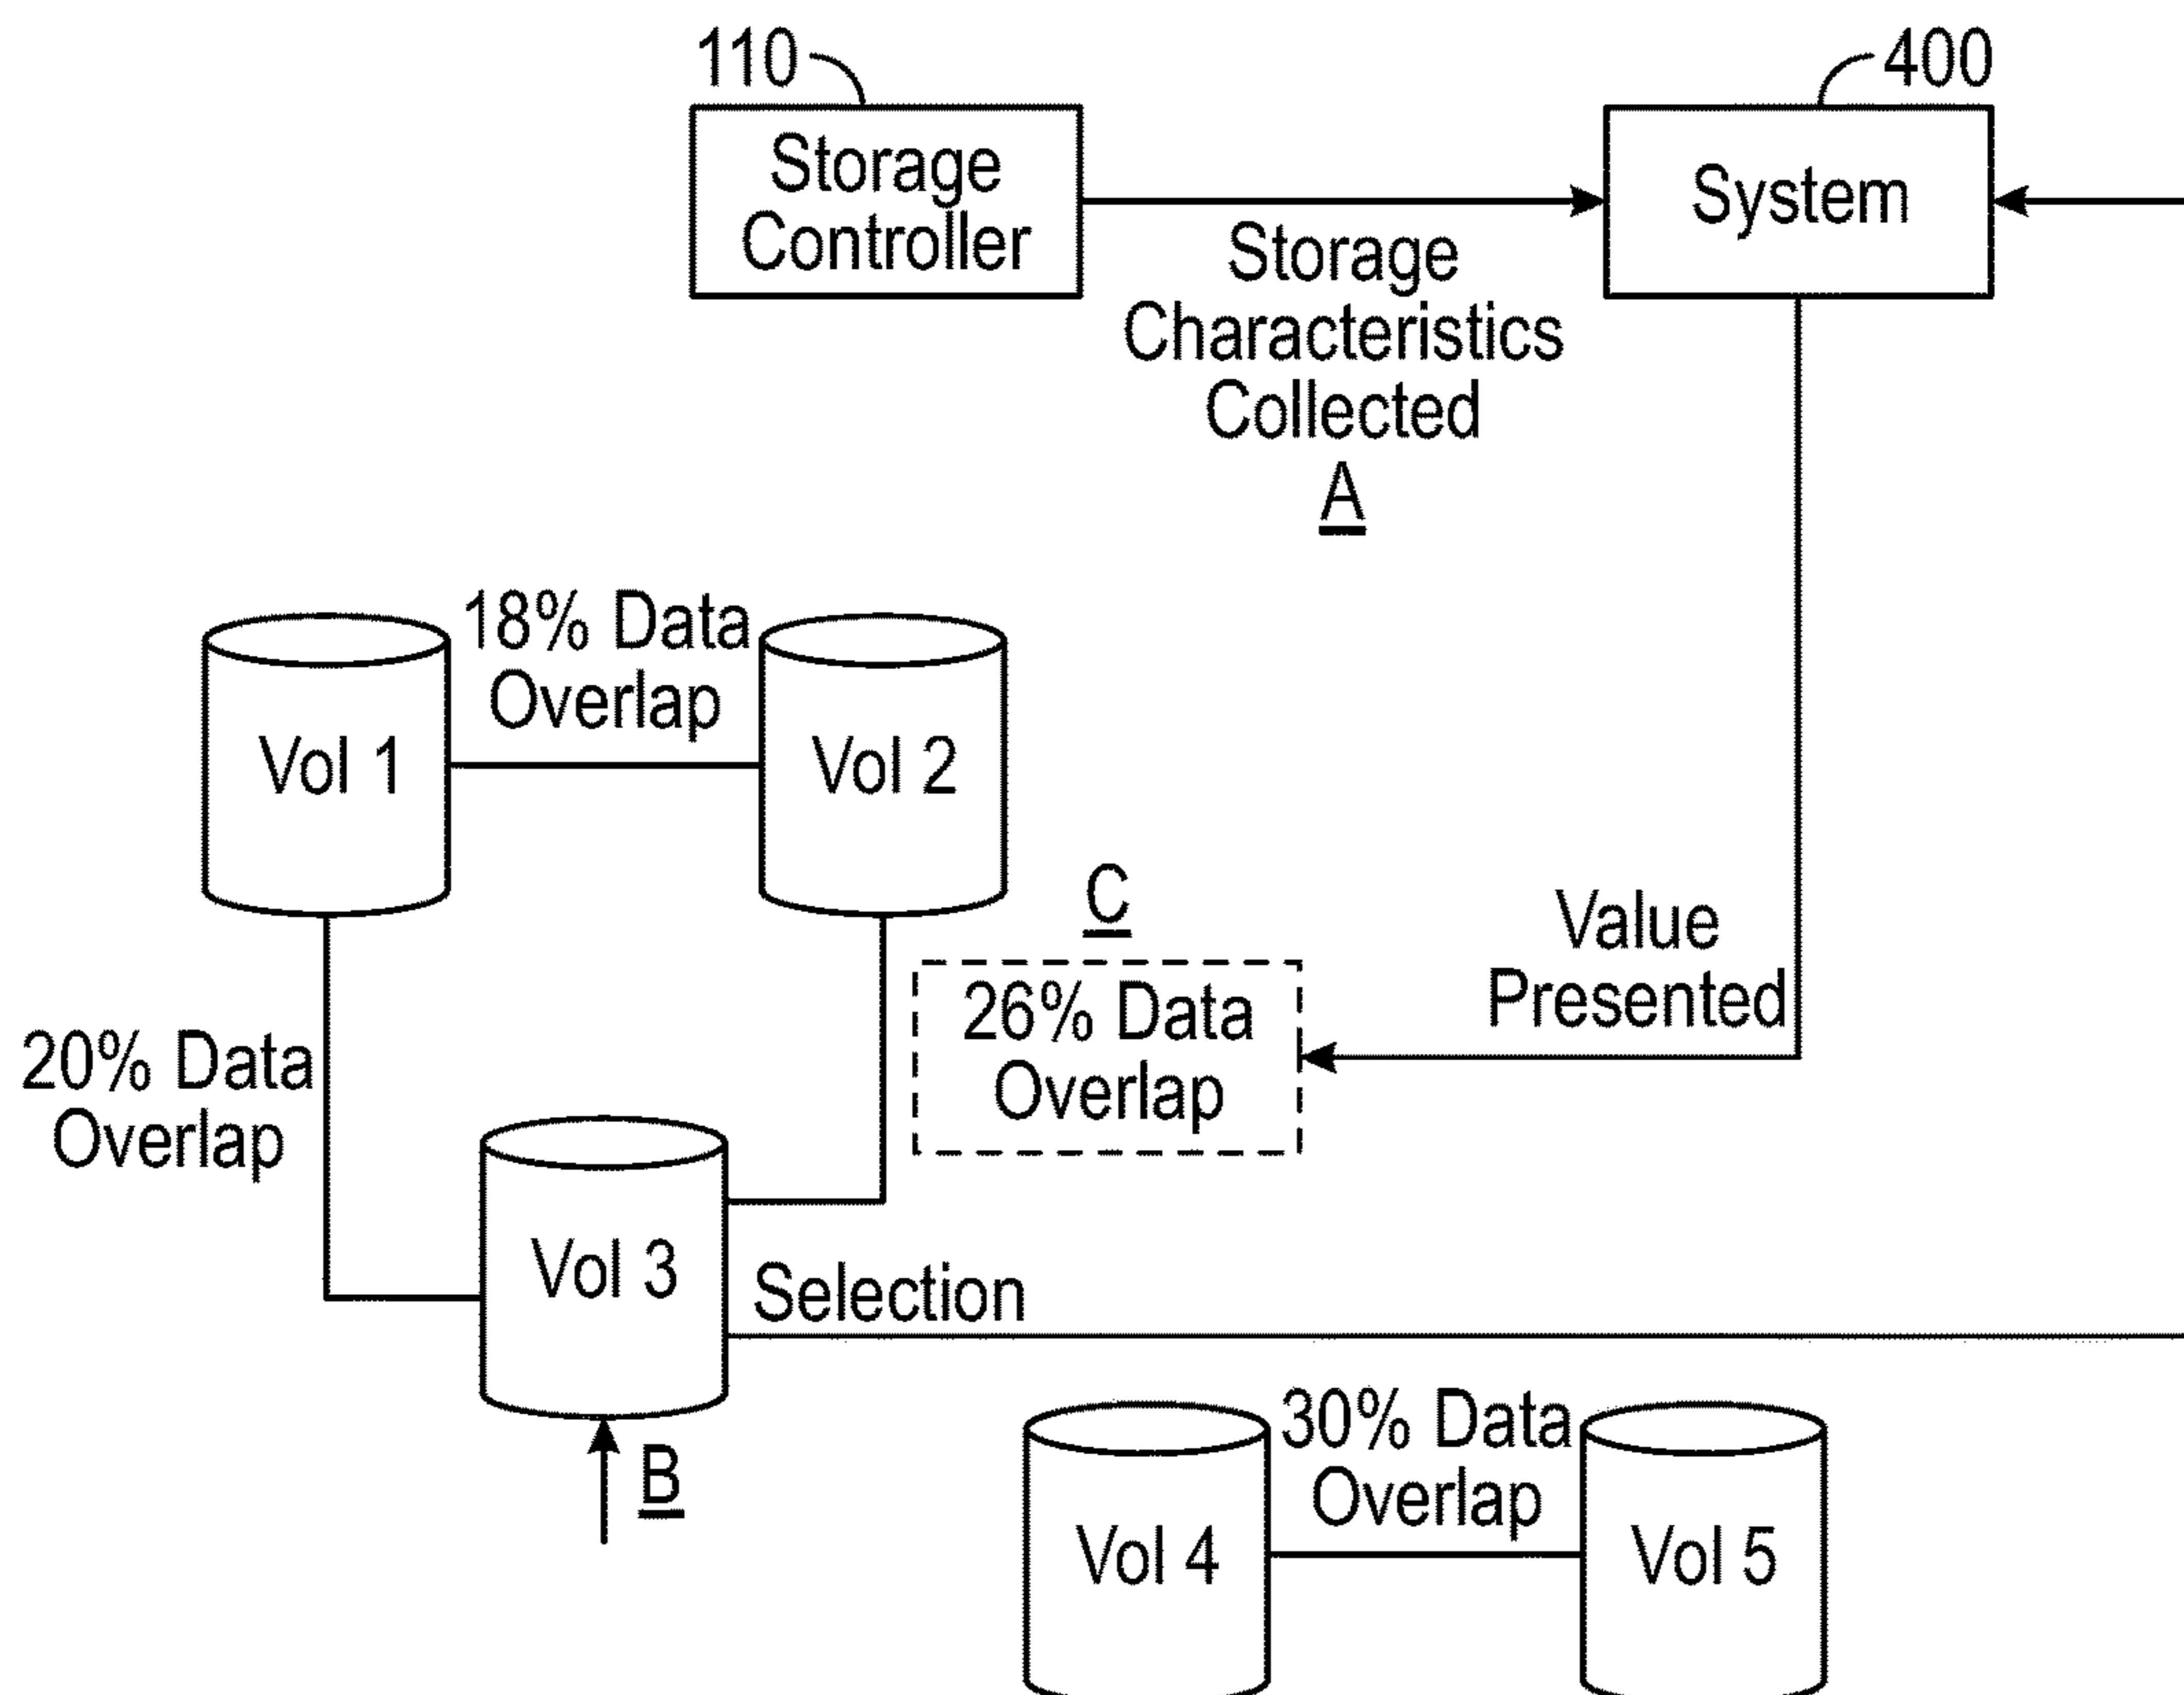 110
400
Storage
Controller
System
Storage
Characteristics
Collected
A
18% Data
Overlap
Vol 1
Vol 2
C
Value
Presented
26% Data
Overlap
20% Data
Overlap
Vol 3
Selection
B
30% Data
Overlap
Vol 4
Vol 5